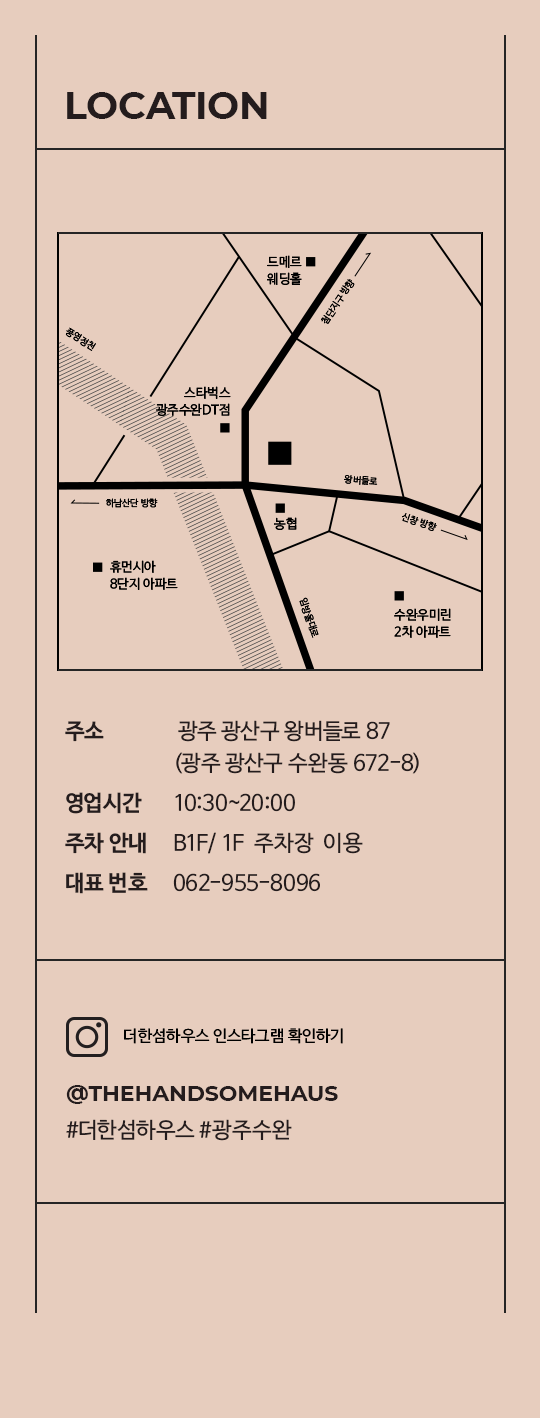 LOCATION
드메르
웨딩홀
첨단지구 방향
풍영정천
스타벅스
광주수완DT점
왕버들로
하남산단 방향
신창 방향
농협
휴먼시아
8단지 아파트
임방울대로
수완우미린
2차 아파트
주소 광주 광산구 왕버들로 87
(광주 광산구 수완동 672-8)
영업시간 10:30~20:00
주차 안내 B1F/ 1F 주차장 이용
대표 번호 062-955-8096
더한섬하우스 인스타그램 확인하기
@THEHANDSOMEHAUS
#더한섬하우스 #광주수완